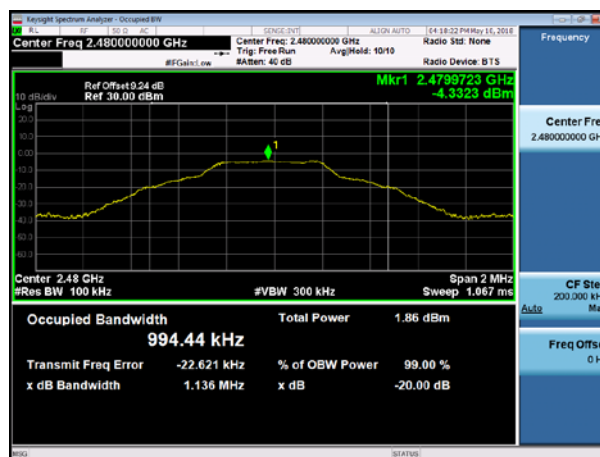 Keysight Spectrum Analyzer - Occupied BW
RL RF 50 Ω AC SENSE:INT ALIGN AUTO 04:18:22 PM May 16, 2018
Center Freq 2.480000000 GHz Center Freq: 2.480000000 GHz Radio Std: None Frequency
Trig: Free Run Avg|Hold: 10/10
#IFGain:Low #Atten: 40 dB Radio Device: BTS
Mkr1 2.4799723 GHz
Ref Offset 9.24 dB
10 dB/div Ref 30.00 dBm -4.3323 dBm
Log
20.0
10.0
0.00
-10.0
-20.0
-30.0
-40.0
-50.0
-60.0
1
Center Fre
2.480000000 GH
Center 2.48 GHz Span 2 MHz
#Res BW 100 kHz #VBW 300 kHz Sweep 1.067 ms
CF Ste
200.000 kH
Auto Ma
Occupied Bandwidth Total Power 1.86 dBm
994.44 kHz
Freq Offs
0 H
Transmit Freq Error -22.621 kHz % of OBW Power 99.00 %
x dB Bandwidth 1.136 MHz x dB -20.00 dB
MSG STATUS